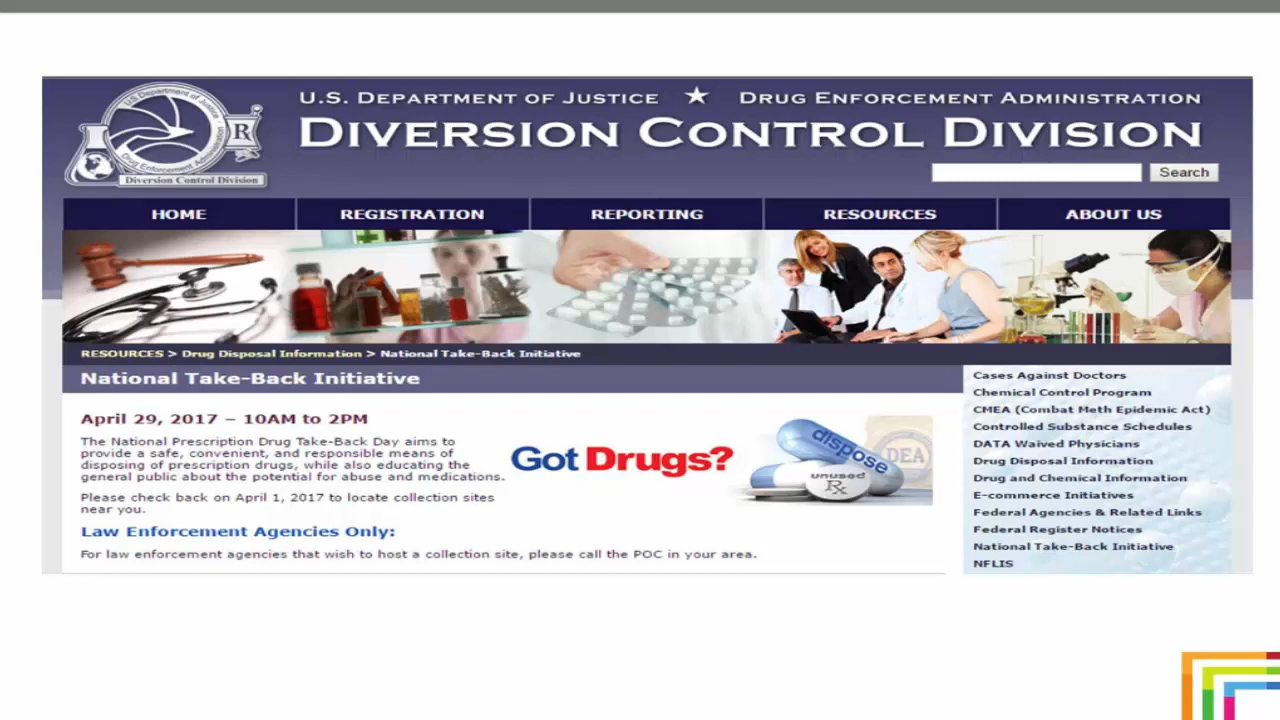 U.S. DEPARTMENT OF JUSTICE ★ DRUG ENFORCEMENT ADMINISTRATION
DIVERSION CONTROL DIVISION
U.S. Department of Justice
Drug Enforcement Administration
R
Diversion Control Division
Search
HOME REGISTRATION REPORTING RESOURCES ABOUT US
RESOURCES > Drug Disposal Information > National Take-Back Initiative
National Take-Back Initiative
April 29, 2017 – 10AM to 2PM
The National Prescription Drug Take-Back Day aims to
provide a safe, convenient, and responsible means of
disposing of prescription drugs, while also educating the
general public about the potential for abuse and medications.
Please check back on April 1, 2017 to locate collection sites
near you.
Got Drugs?
dispose
unused
Rx
DEA
Law Enforcement Agencies Only:
For law enforcement agencies that wish to host a collection site, please call the POC in your area.
Cases Against Doctors
Chemical Control Program
CMEA (Combat Meth Epidemic Act)
Controlled Substance Schedules
DATA Waived Physicians
Drug Disposal Information
Drug and Chemical Information
E-commerce Initiatives
Federal Agencies & Related Links
Federal Register Notices
National Take-Back Initiative
NFLIS